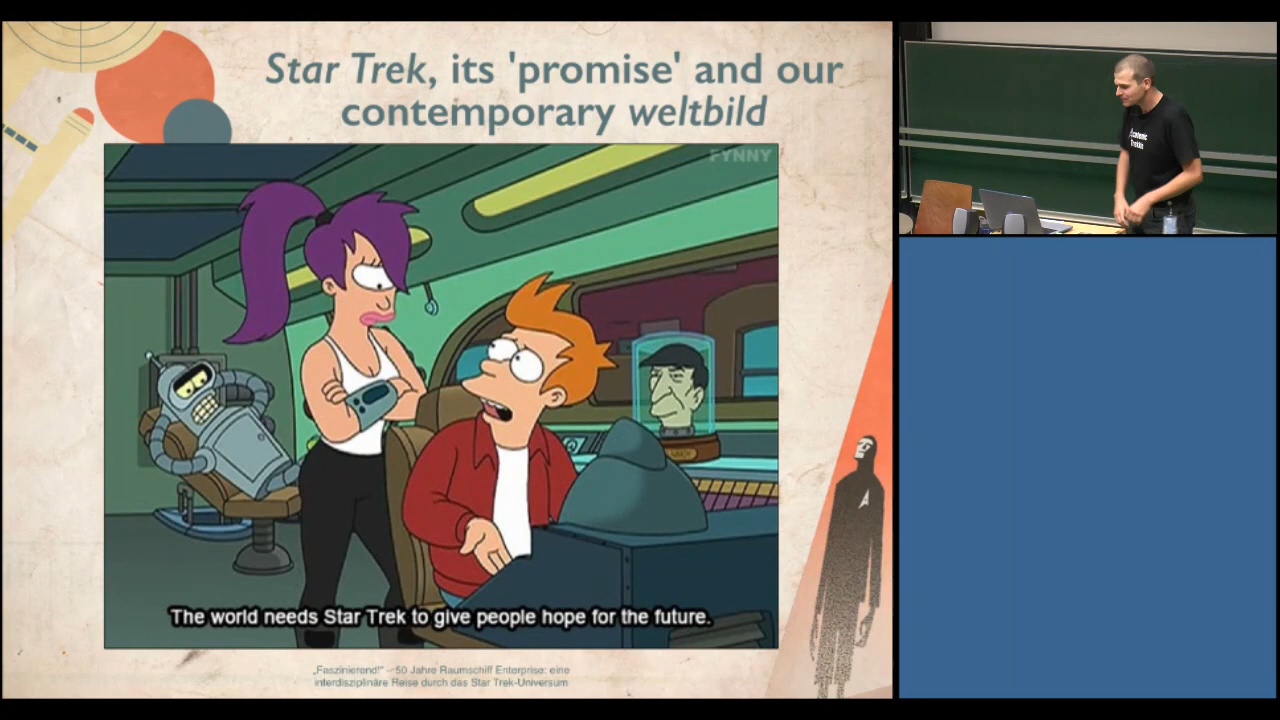 Star Trek, its 'promise' and our
contemporary weltbild
FYNNY
The world needs Star Trek to give people hope for the future.
„Faszinierend!” – 50 Jahre Raumschiff Enterprise: eine
interdisziplinäre Reise durch das Star Trek-Universum
Trekkie